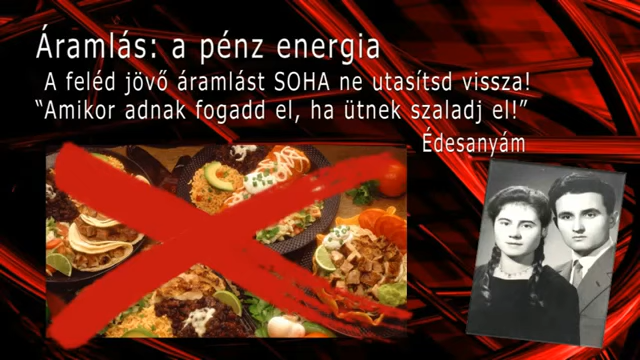 Áramlás: a pénz energia
A feléd jövő áramlást SOHA ne utasítsd vissza!
“Amikor adnak fogadd el, ha ütnek szaladj el!”
Édesanyám